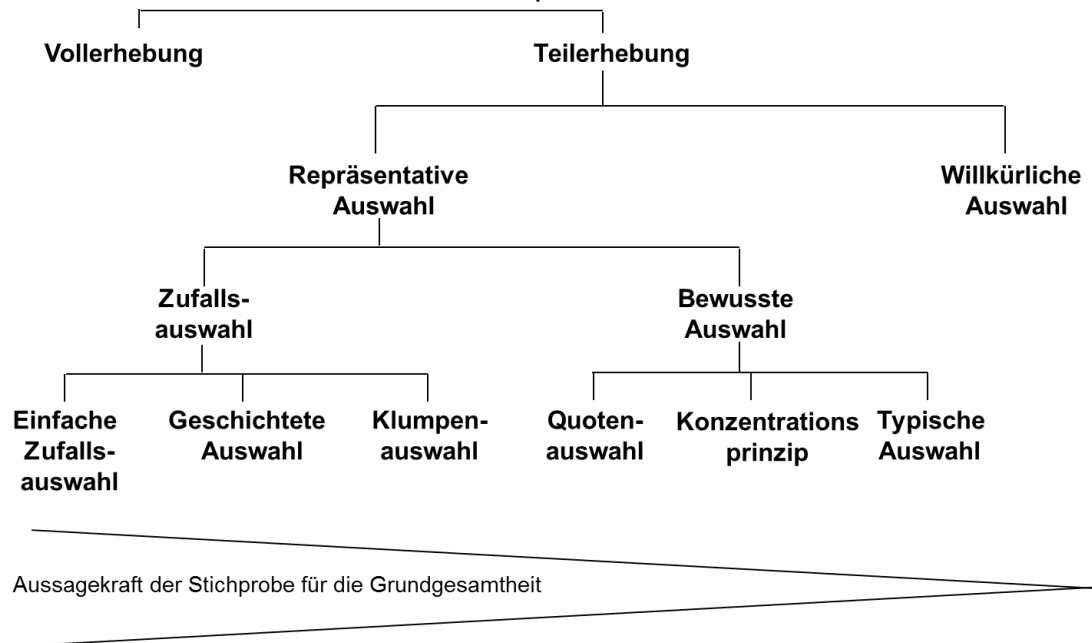 Vollerhebung
Teilerhebung
Repräsentative
Auswahl
Willkürliche
Auswahl
Zufalls-
auswahl
Bewusste
Auswahl
Einfache
Zufalls-
auswahl
Geschichtete
Auswahl
Klumpen-
auswahl
Quoten-
auswahl
Konzentrations
prinzip
Typische
Auswahl
Aussagekraft der Stichprobe für die Grundgesamtheit